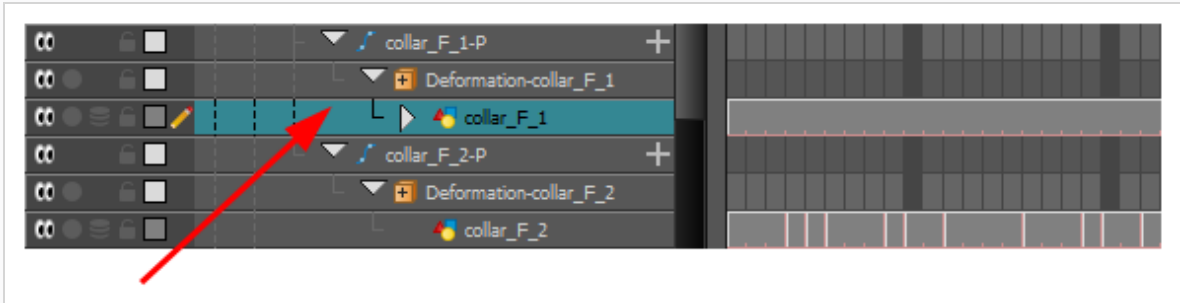 collar_F_1-P
Deformation-collar_F_1
collar_F_1
collar_F_2-P
Deformation-collar_F_2
collar_F_2